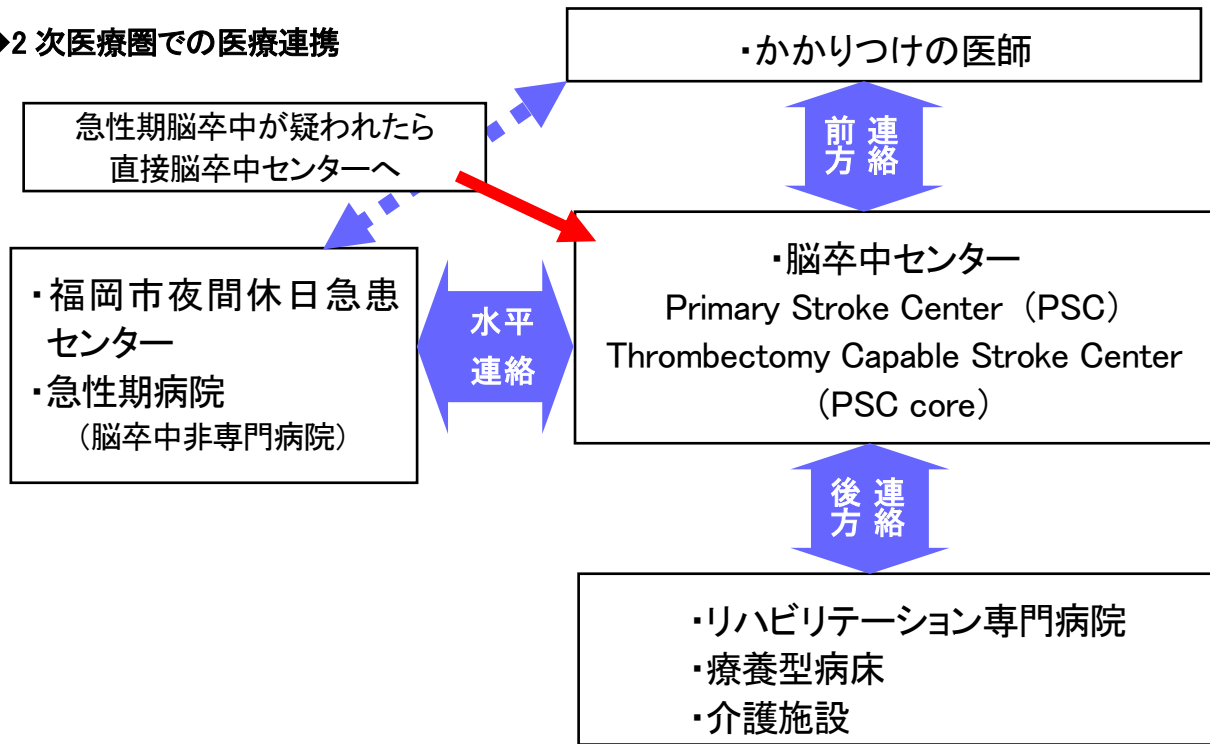 ◆2 次医療圏での医療連携
・かかりつけの医師
急性期脳卒中が疑われたら
直接脳卒中センターへ
前方
連絡
・福岡市夜間休日急患
センター
・急性期病院
（脳卒中非専門病院）
水平
連絡
・脳卒中センター
Primary Stroke Center （PSC）
Thrombectomy Capable Stroke Center
（PSC core）
後方
連絡
・リハビリテーション専門病院
・療養型病床
・介護施設